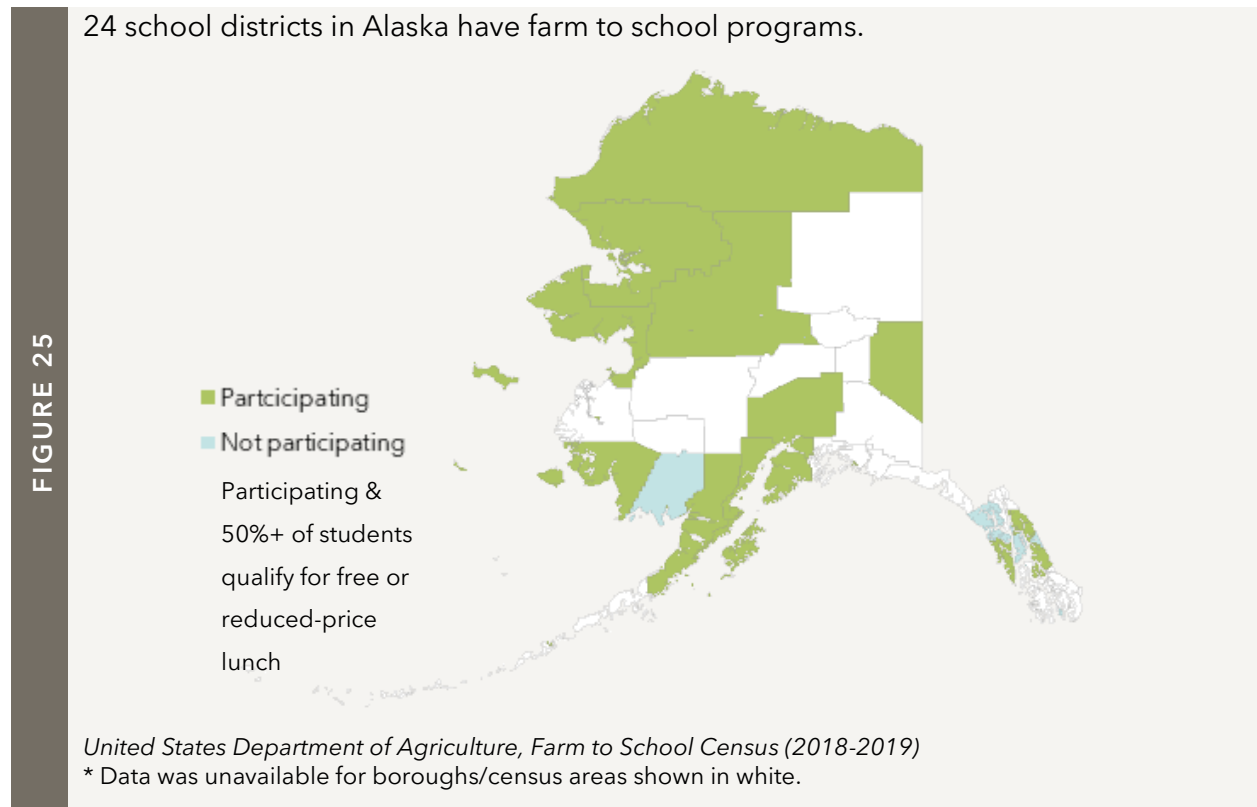 24 school districts in Alaska have farm to school programs.
FIGURE 25
Partcicipating
Not participating
Participating &
50%+ of students
qualify for free or
reduced-price
lunch
United States Department of Agriculture, Farm to School Census (2018-2019)
* Data was unavailable for boroughs/census areas shown in white.